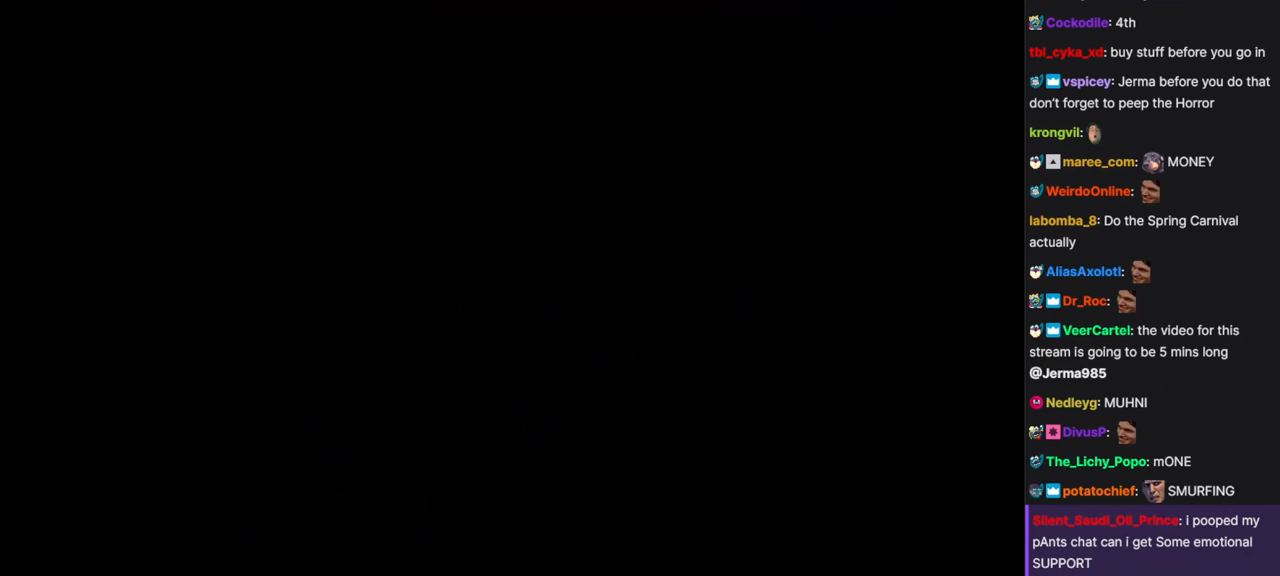 Cockodile: 4th
tbl_cyka_xd: buy stuff before you go in
vspicey: Jerma before you do that
don't forget to peep the Horror
krongvil:
maree_com: MONEY
WeirdoOnline:
labomba_8: Do the Spring Carnival
actually
AliasAxolotl:
Dr_Roc:
VeerCartel: the video for this
stream is going to be 5 mins long
@Jerma985
Nedleyg: MUHNI
DivusP:
The_Lichy_Popo: mONE
potatochief: SMURFING
Silent_Saudi_Oil_Prince: i pooped my
pAnts chat can i get Some emotional
SUPPORT